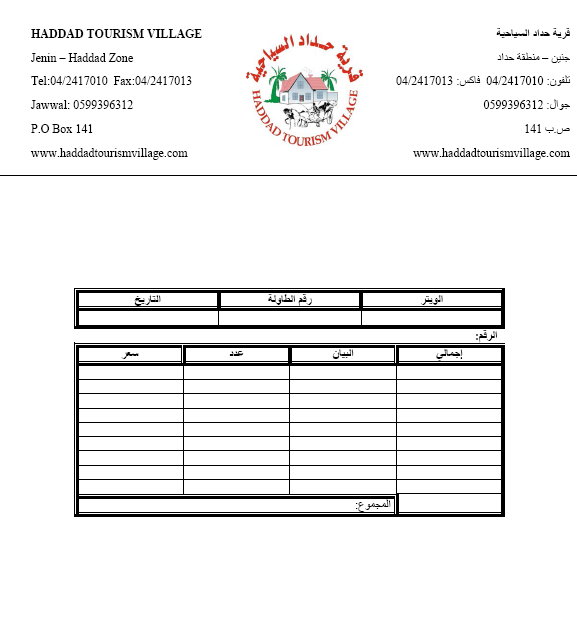 HADDAD TOURISM VILLAGE
Jenin – Haddad Zone
Tel:04/2417010 Fax:04/2417013
Jawwal: 0599396312
P.O Box 141
www.haddadtourismvillage.com
قرية حداد السياحية
HADDAD TOURISM VILLAGE
قرية حداد السياحية
جنين – منطقة حداد
تلفون: 04/2417010 فاكس: 04/2417013
جوال: 0599396312
ص.ب 141
www.haddadtourismvillage.com
الويتر رقم الطاولة التاريخ
الرقم:
إجمالي البيان عدد سعر
المجموع: